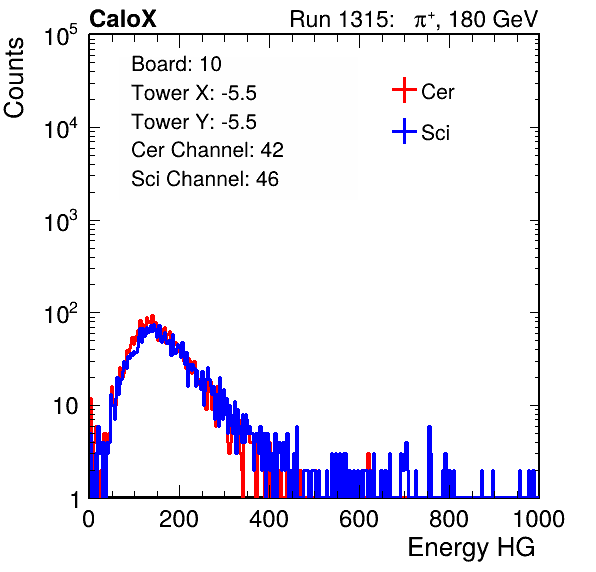 CaloX Run 1315: π⁺, 180 GeV
Counts
10⁵
10⁴
10³
10²
10
1
Board: 10
Tower X: -5.5
Tower Y: -5.5
Cer Channel: 42
Sci Channel: 46
Cer
Sci
0 200 400 600 800 1000
Energy HG